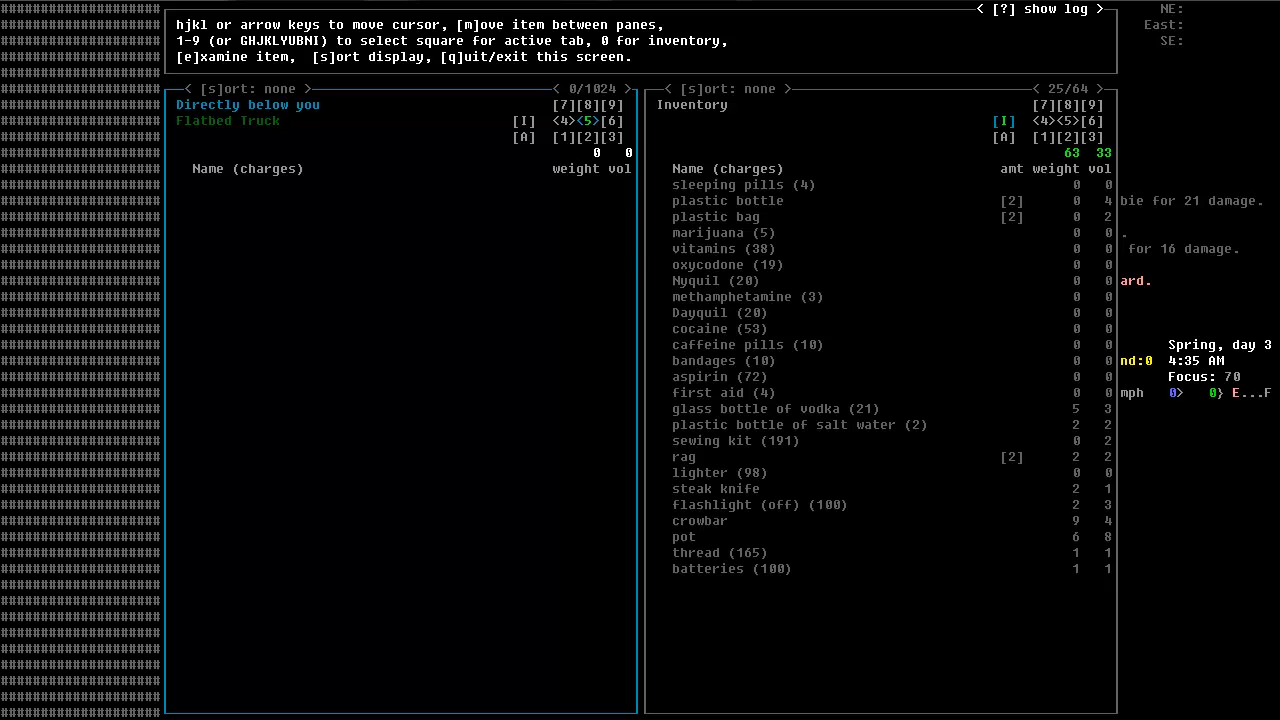 < [?] show log >
NE:
hjkl or arrow keys to move cursor, [m]ove item between panes,
East:
1-9 (or GHJKLYUBNI) to select square for active tab, 0 for inventory,
SE:
[e]xamine item, [s]ort display, [q]uit/exit this screen.
< [s]ort: none > < 0/1024 >
Directly below you [7][8][9]
Flatbed Truck [I] <4><5>[6]
[A] [1][2][3]
0 0
Name (charges) weight vol
< [s]ort: none > < 25/64 >
Inventory [7][8][9]
[I] <4><5>[6]
[A] [1][2][3]
63 33
Name (charges) amt weight vol
sleeping pills (4) 0 0
plastic bottle [2] 0 4
plastic bag [2] 0 2
marijuana (5) 0 0
vitamins (38) 0 0
oxycodone (19) 0 0
Nyquil (20) 0 0
methamphetamine (3) 0 0
Dayquil (20) 0 0
cocaine (53) 0 0
caffeine pills (10) 0 0
bandages (10) 0 0
aspirin (72) 0 0
first aid (4) 0 0
glass bottle of vodka (21) 5 3
plastic bottle of salt water (2) 2 2
sewing kit (191) 0 2
rag [2] 2 2
lighter (98) 0 0
steak knife 2 1
flashlight (off) (100) 2 3
crowbar 9 4
pot 6 8
thread (165) 1 1
batteries (100) 1 1
bie for 21 damage.
.
for 16 damage.
ard.
Spring, day 3
nd:0 4:35 AM
Focus: 70
mph 0> 0} E...F